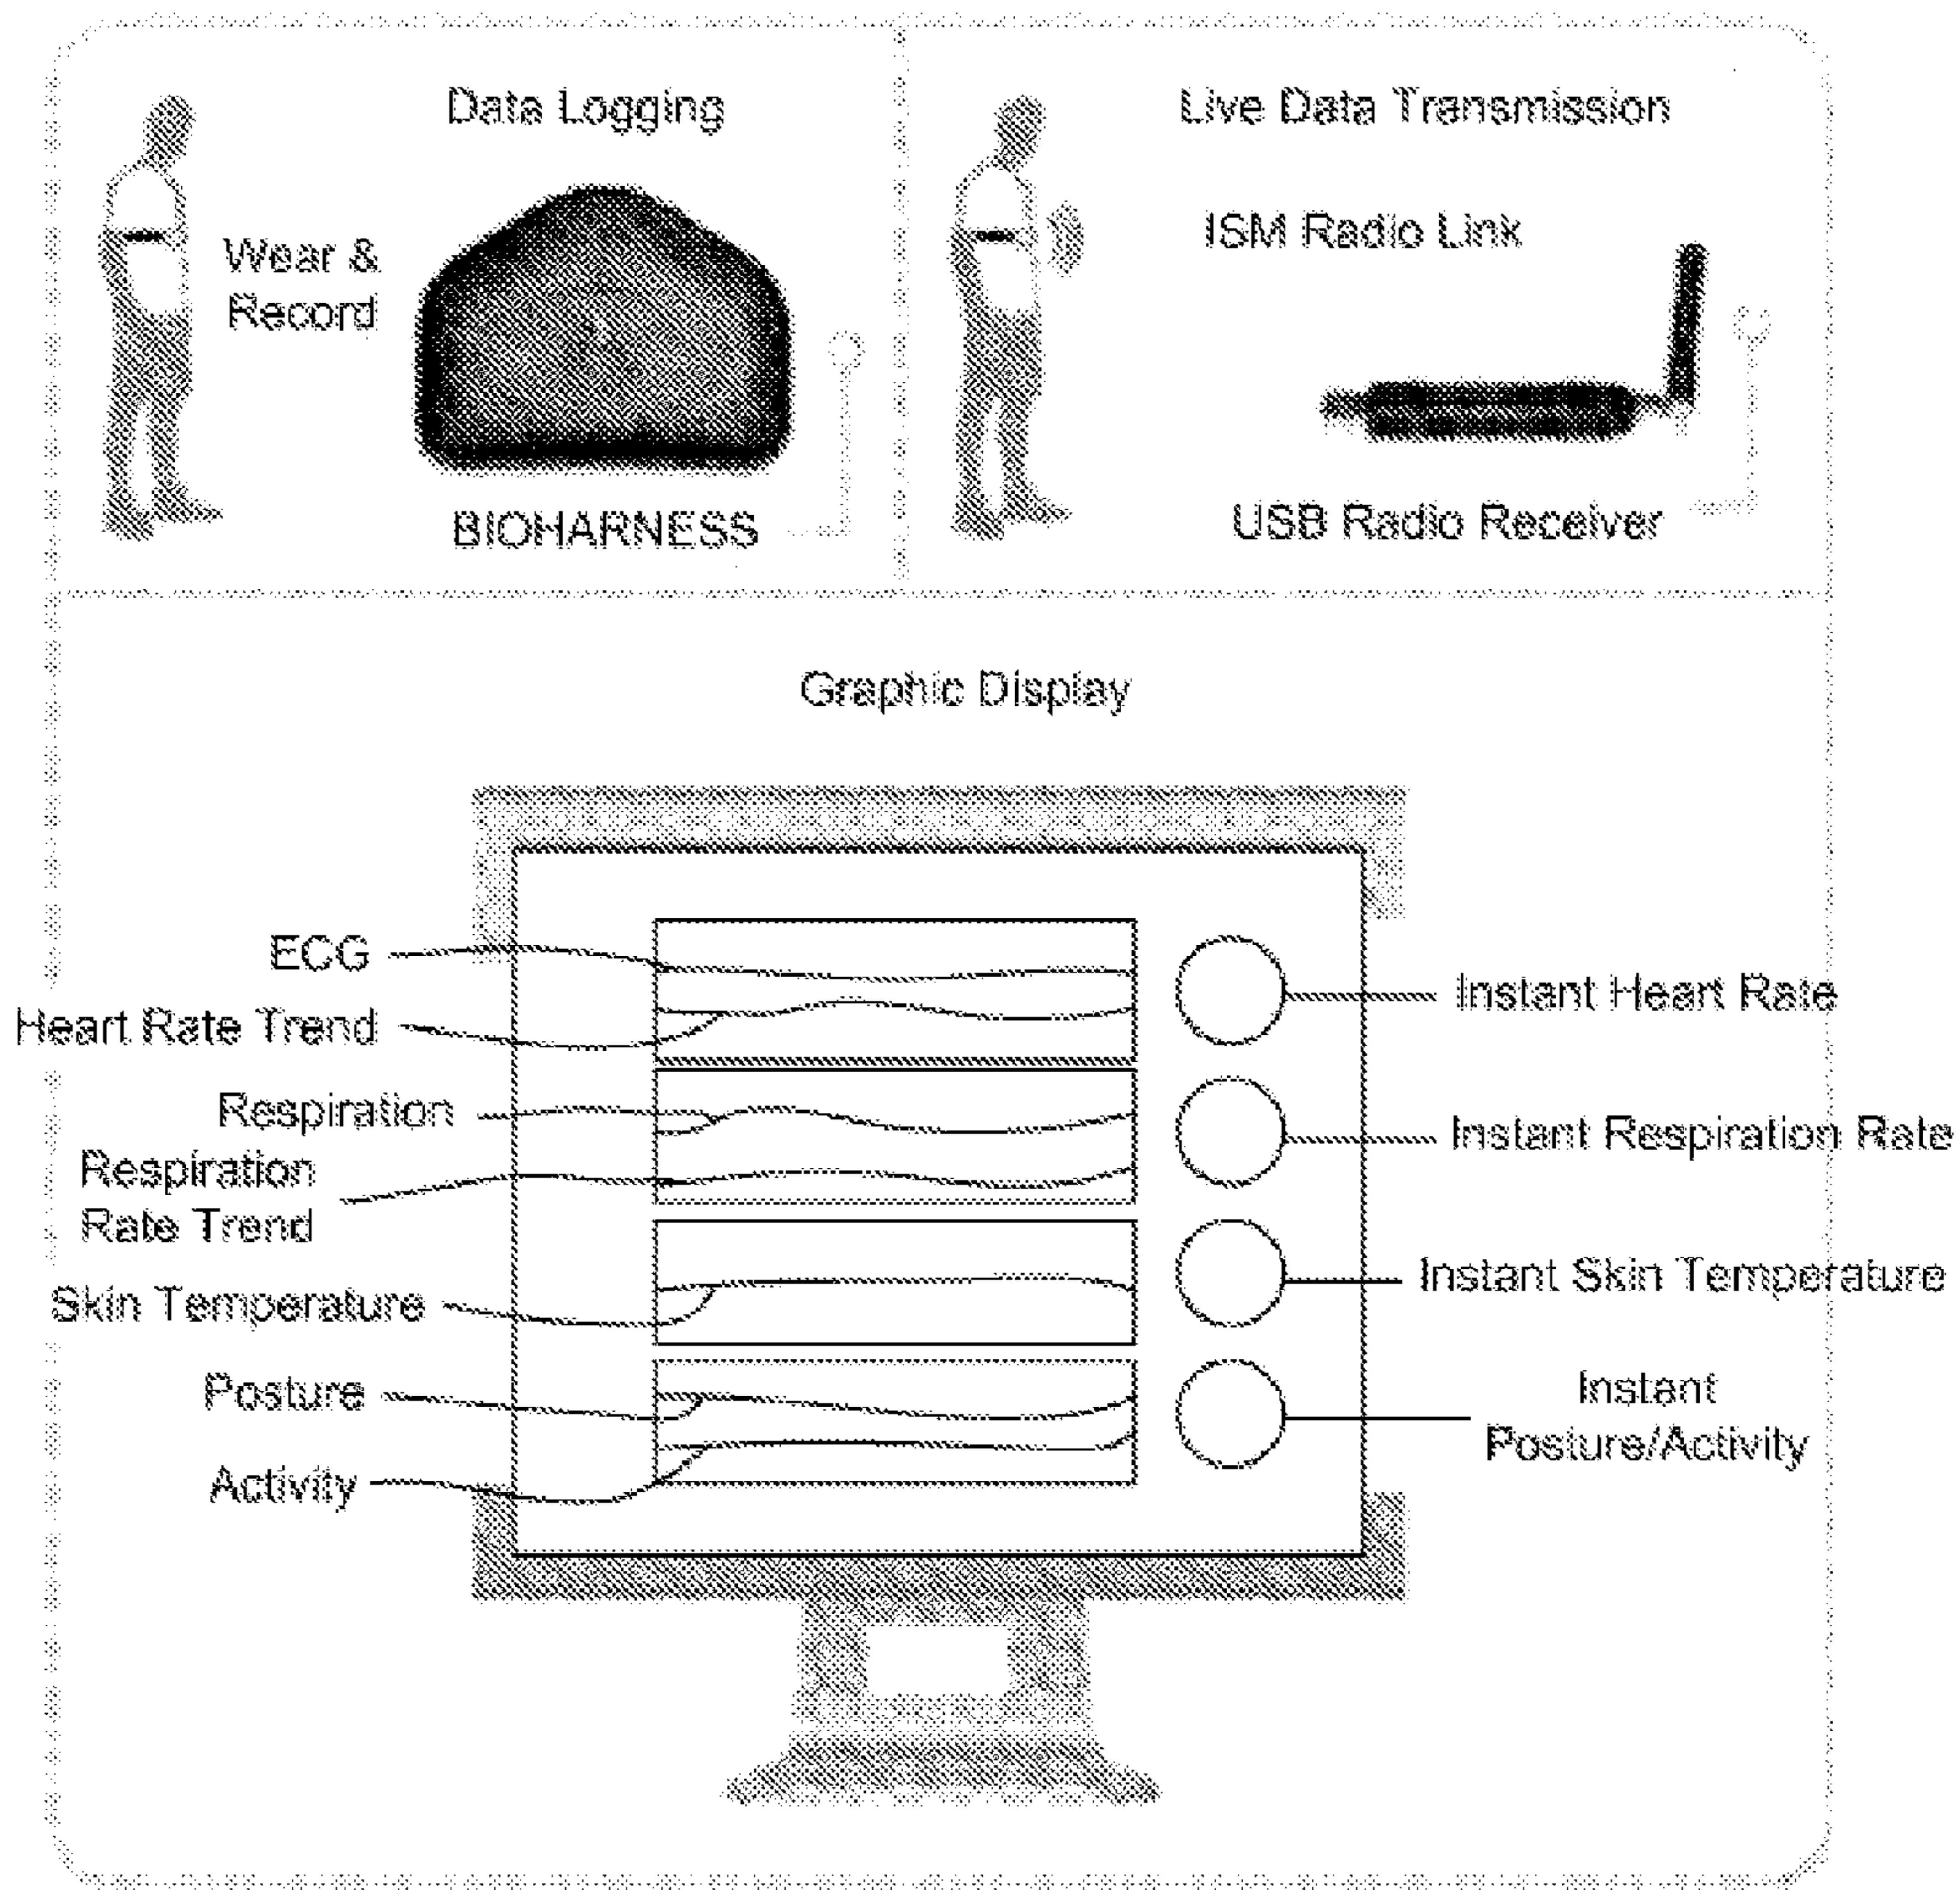 Data Logging
Wear &
Record
BIOHARNESS
Live Data Transmission
ISM Radio Link
USB Radio Receiver
Graphic Display
ECG
Heart Rate Trend
Respiration
Respiration
Rate Trend
Skin Temperature
Posture
Activity
Instant Heart Rate
Instant Respiration Rate
Instant Skin Temperature
Instant
Posture/Activity